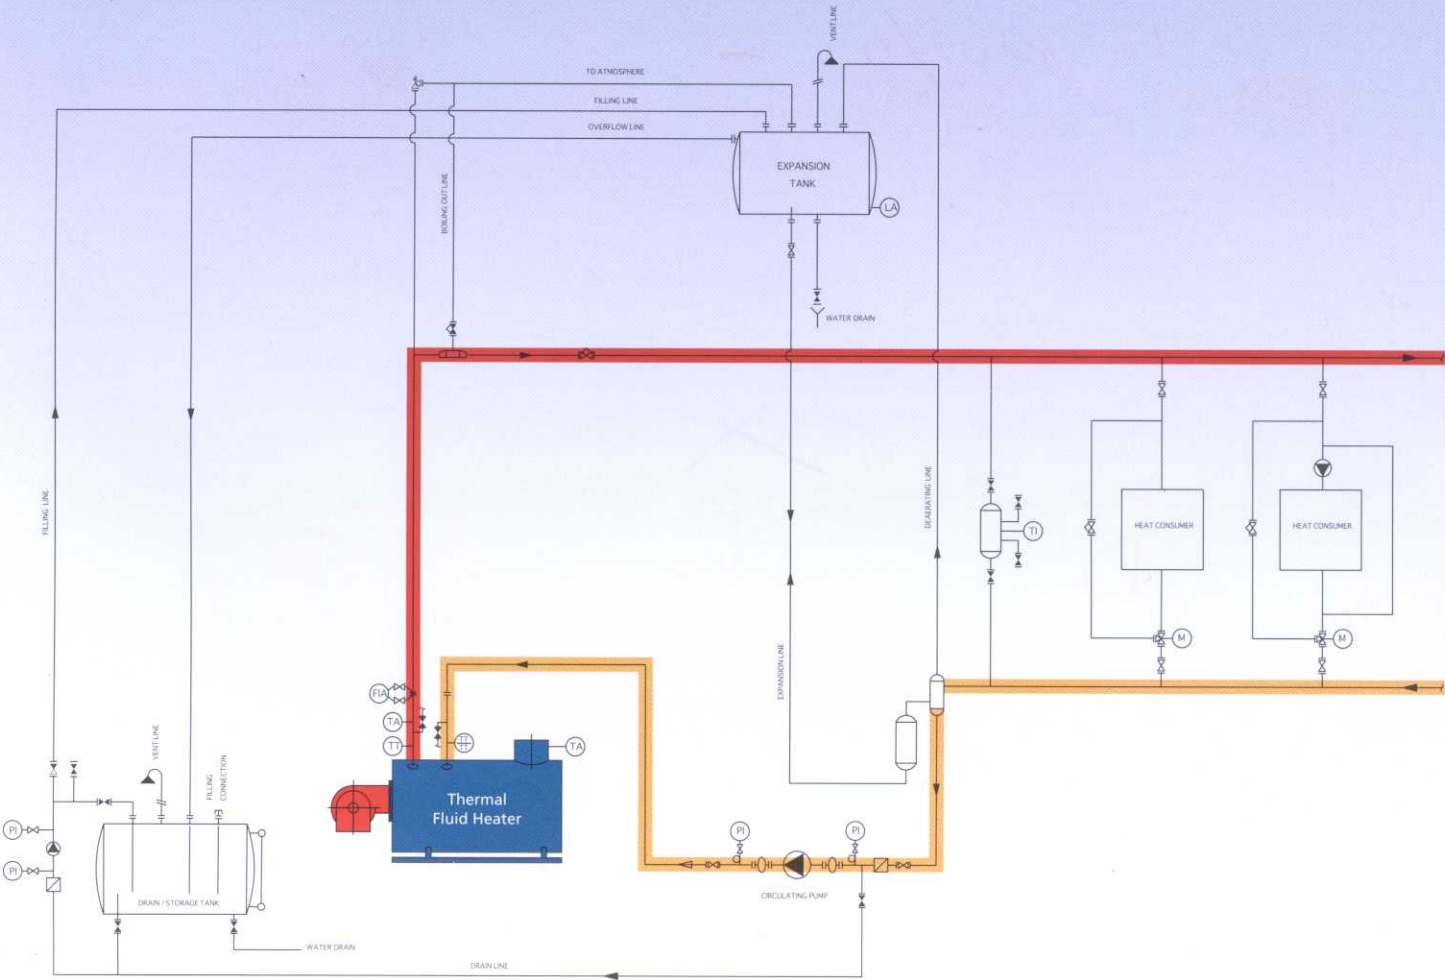 VENT LINE
TO ATMOSPHERE
FILLING LINE
OVERFLOW LINE
EXPANSION
TANK
LA
BOILING OUT LINE
WATER DRAIN
FILLING LINE
DEAERATING LINE
TI
HEAT CONSUMER
HEAT CONSUMER
M
M
EXPANSION LINE
FIA
TA
TT
TT
TT
TA
VENT LINE
FILLING
CONNECTION
Thermal
Fluid Heater
PI
PI
PI
PI
CIRCULATING PUMP
DRAIN / STORAGE TANK
WATER DRAIN
DRAIN LINE